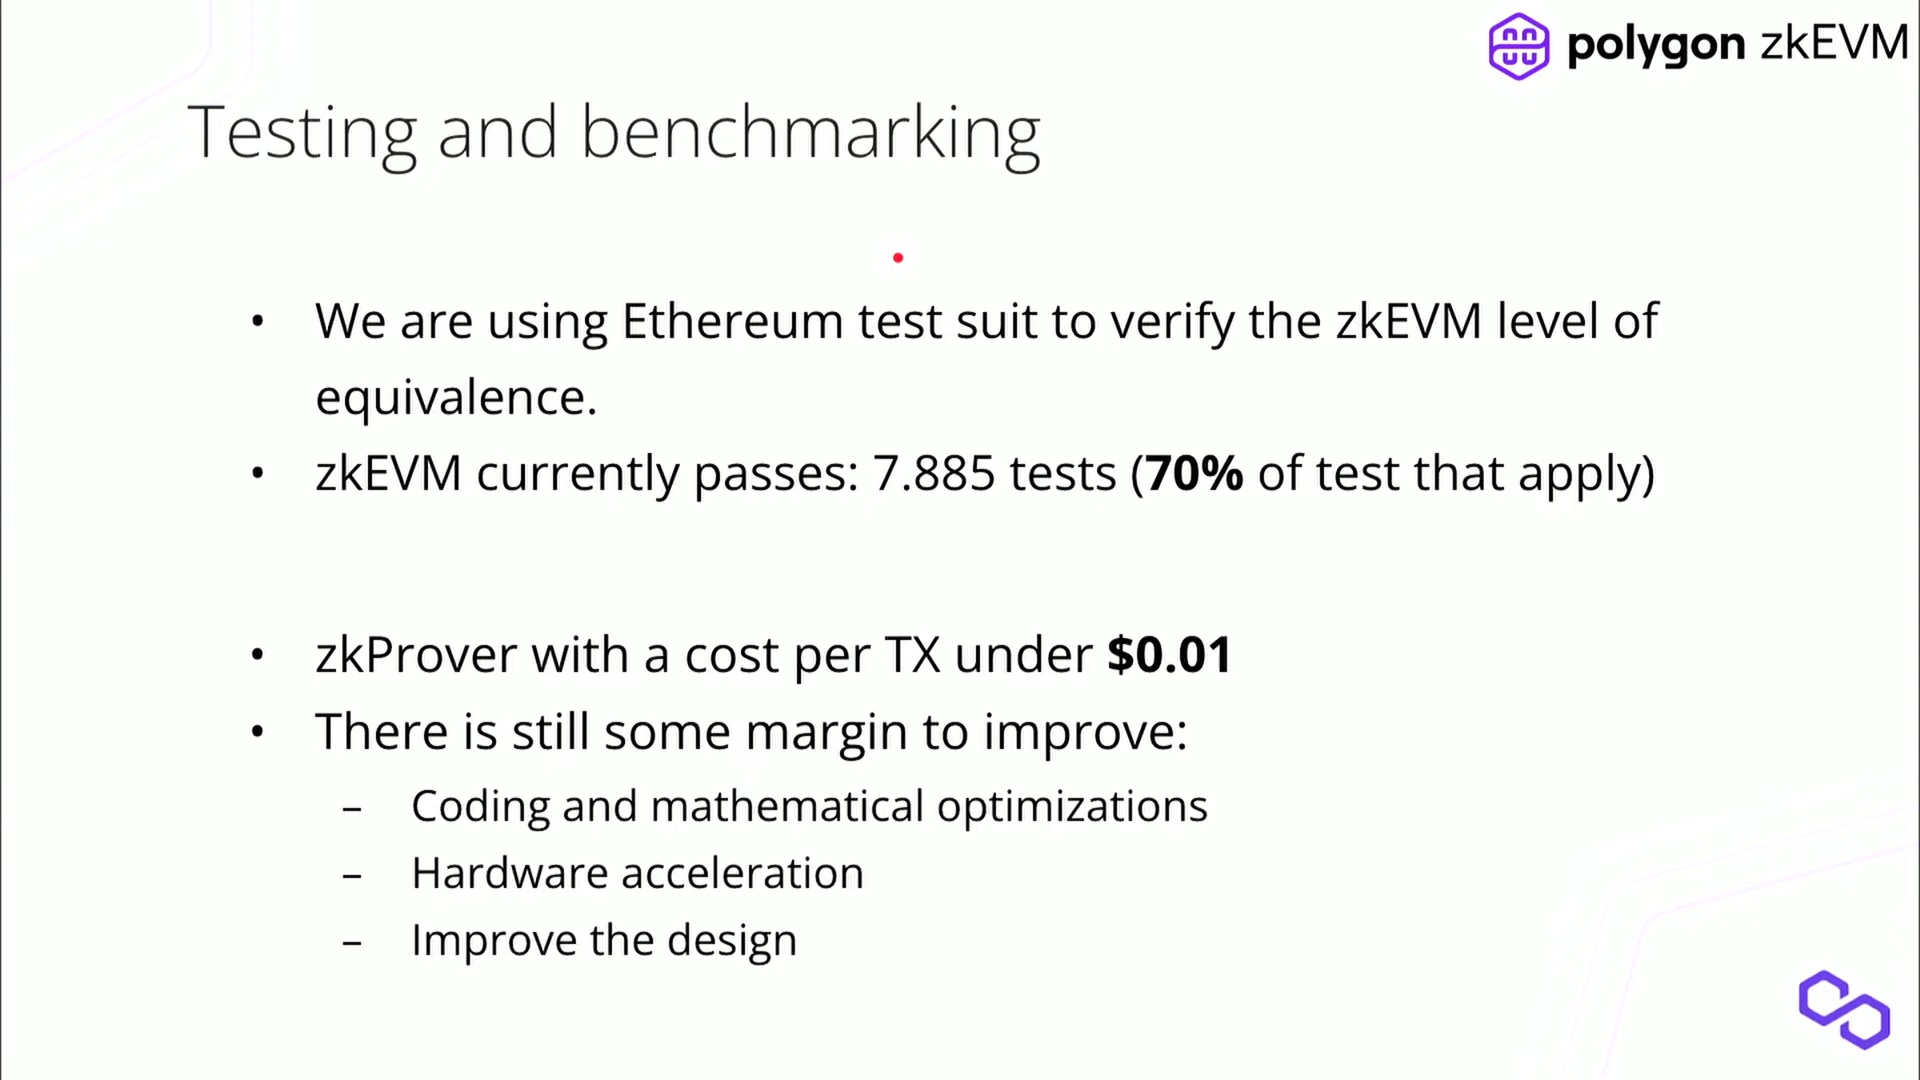 polygon zkEVM
Testing and benchmarking
• We are using Ethereum test suit to verify the zkEVM level of
equivalence.
• zkEVM currently passes: 7.885 tests (70% of test that apply)
• zkProver with a cost per TX under $0.01
• There is still some margin to improve:
– Coding and mathematical optimizations
– Hardware acceleration
– Improve the design